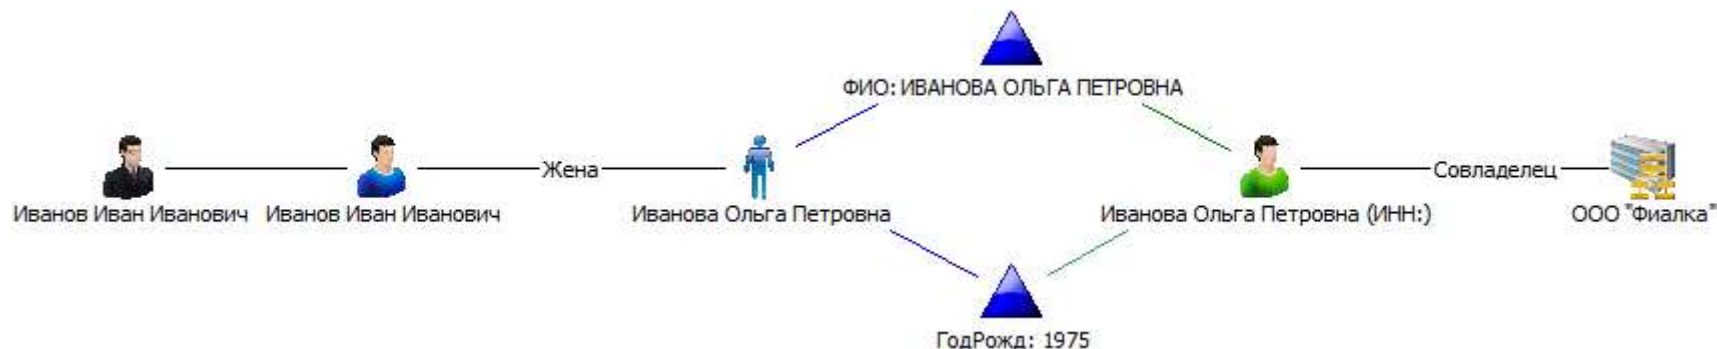 ФИО: ИВАНОВА ОЛЬГА ПЕТРОВНА
Жена
Совладелец
Иванов Иван Иванович
Иванов Иван Иванович
Иванова Ольга Петровна
Иванова Ольга Петровна (ИНН:)
ООО "Фиалка"
ГодРожд: 1975